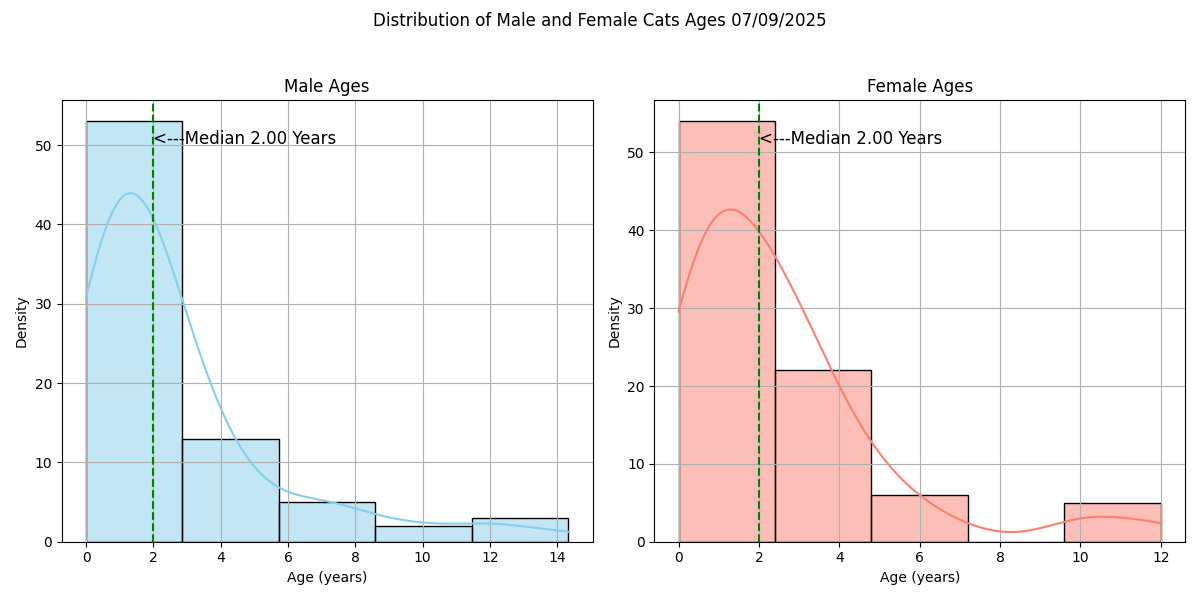 Distribution of Male and Female Cats Ages 07/09/2025
Male Ages
Density
50
40
30
20
10
0
<---Median 2.00 Years
0 2 4 6 8 10 12 14
Age (years)
Female Ages
Density
50
40
30
20
10
0
<---Median 2.00 Years
0 2 4 6 8 10 12
Age (years)